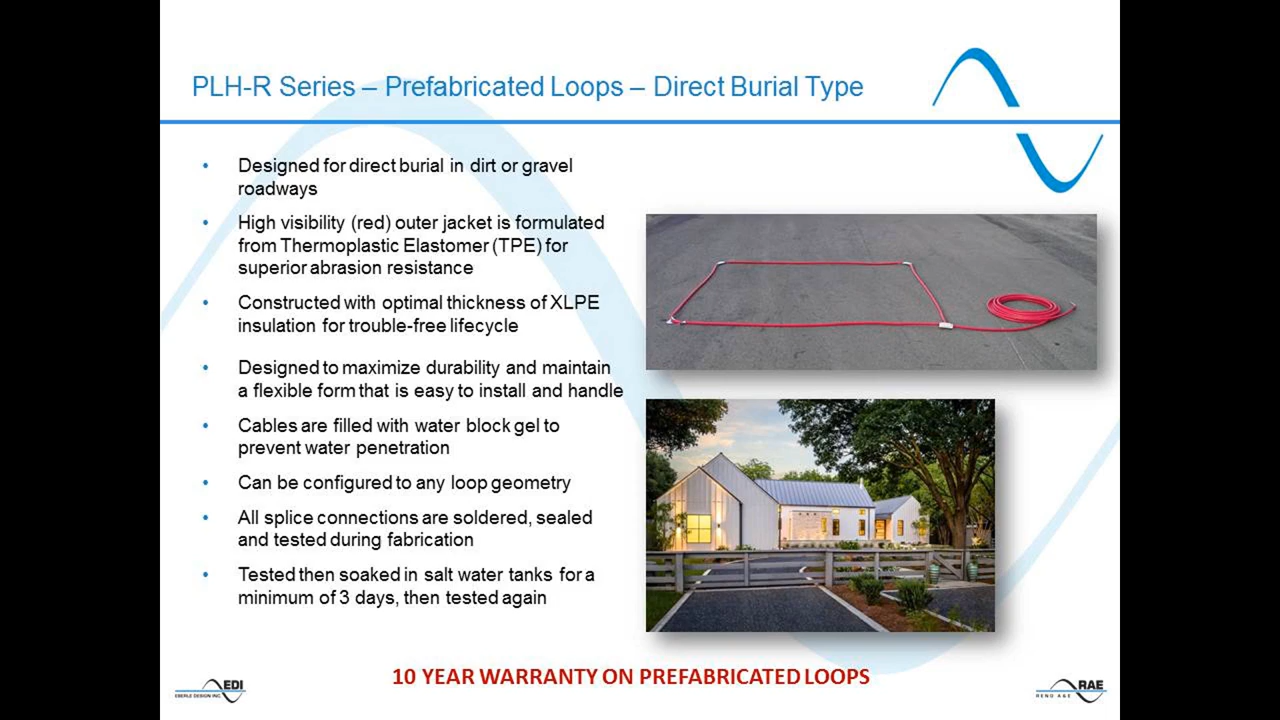 PLH-R Series – Prefabricated Loops – Direct Burial Type
• Designed for direct burial in dirt or gravel
roadways
• High visibility (red) outer jacket is formulated
from Thermoplastic Elastomer (TPE) for
superior abrasion resistance
• Constructed with optimal thickness of XLPE
insulation for trouble-free lifecycle
• Designed to maximize durability and maintain
a flexible form that is easy to install and handle
• Cables are filled with water block gel to
prevent water penetration
• Can be configured to any loop geometry
• All splice connections are soldered, sealed
and tested during fabrication
• Tested then soaked in salt water tanks for a
minimum of 3 days, then tested again
10 YEAR WARRANTY ON PREFABRICATED LOOPS
EDI
EBERLE DESIGN INC.
RAE
RENO A&E